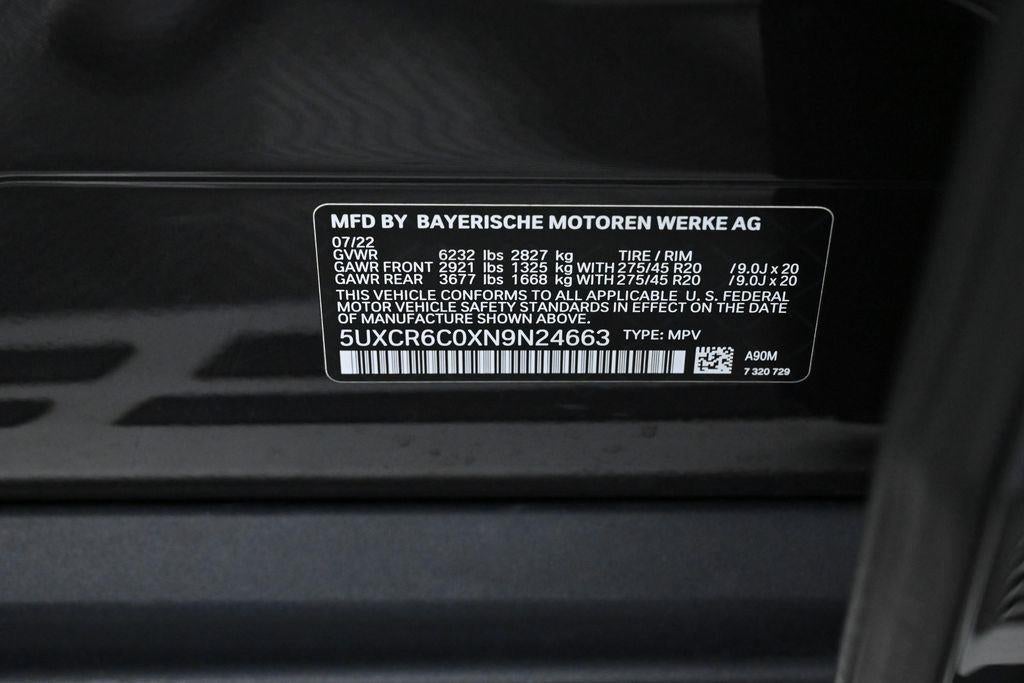 MFD BY BAYERISCHE MOTOREN WERKE AG
07/22
GVWR 6232 lbs 2827 kg TIRE / RIM
GAWR FRONT 2921 lbs 1325 kg WITH 275/45 R20 / 9.0J x 20
GAWR REAR 3677 lbs 1668 kg WITH 275/45 R20 / 9.0J x 20
THIS VEHICLE CONFORMS TO ALL APPLICABLE U. S. FEDERAL
MOTOR VEHICLE SAFETY STANDARDS IN EFFECT ON THE DATE
OF MANUFACTURE SHOWN ABOVE.
5UXCR6C0XN9N24663 TYPE: MPV
A90M
7 320 729